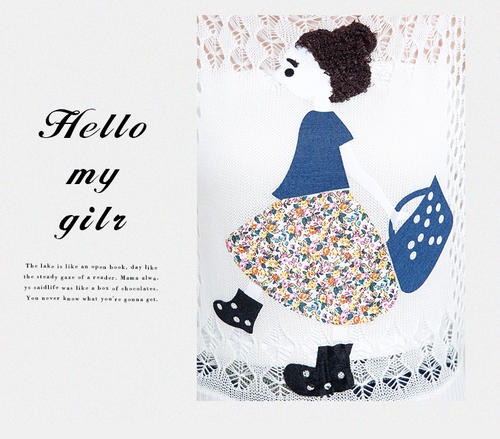 Hello
my
gilr
The lake is like an open book, day like
the steady gaze of a reader. Mama alwa-
ys saidlife was like a box of chocolates.
You never know what you're gonna get.